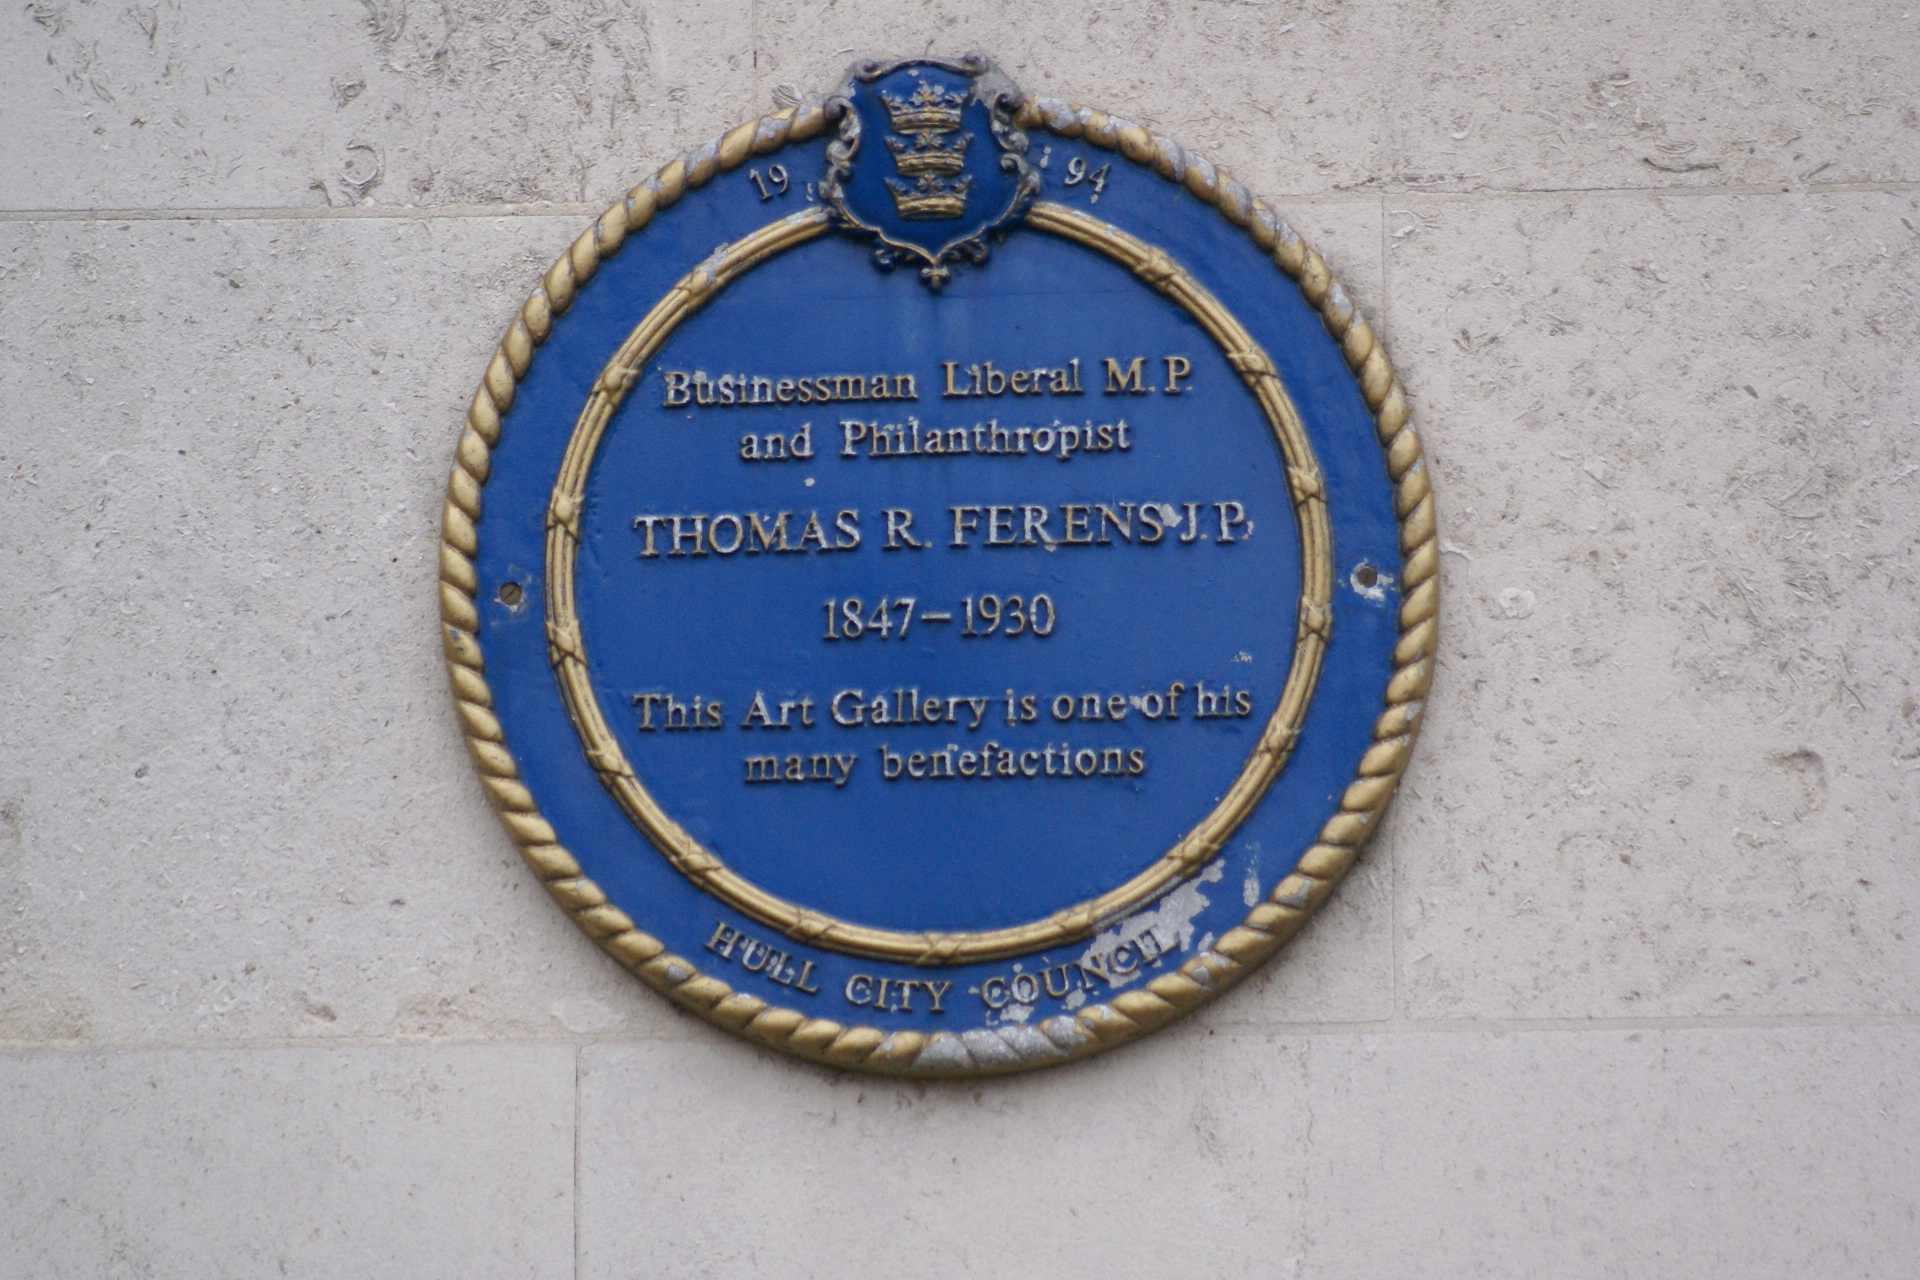 19 94
Businessman Liberal M.P.
and Philanthropist
THOMAS R. FERENS J.P.
1847–1930
This Art Gallery is one of his
many benefactions
HULL CITY COUNCIL